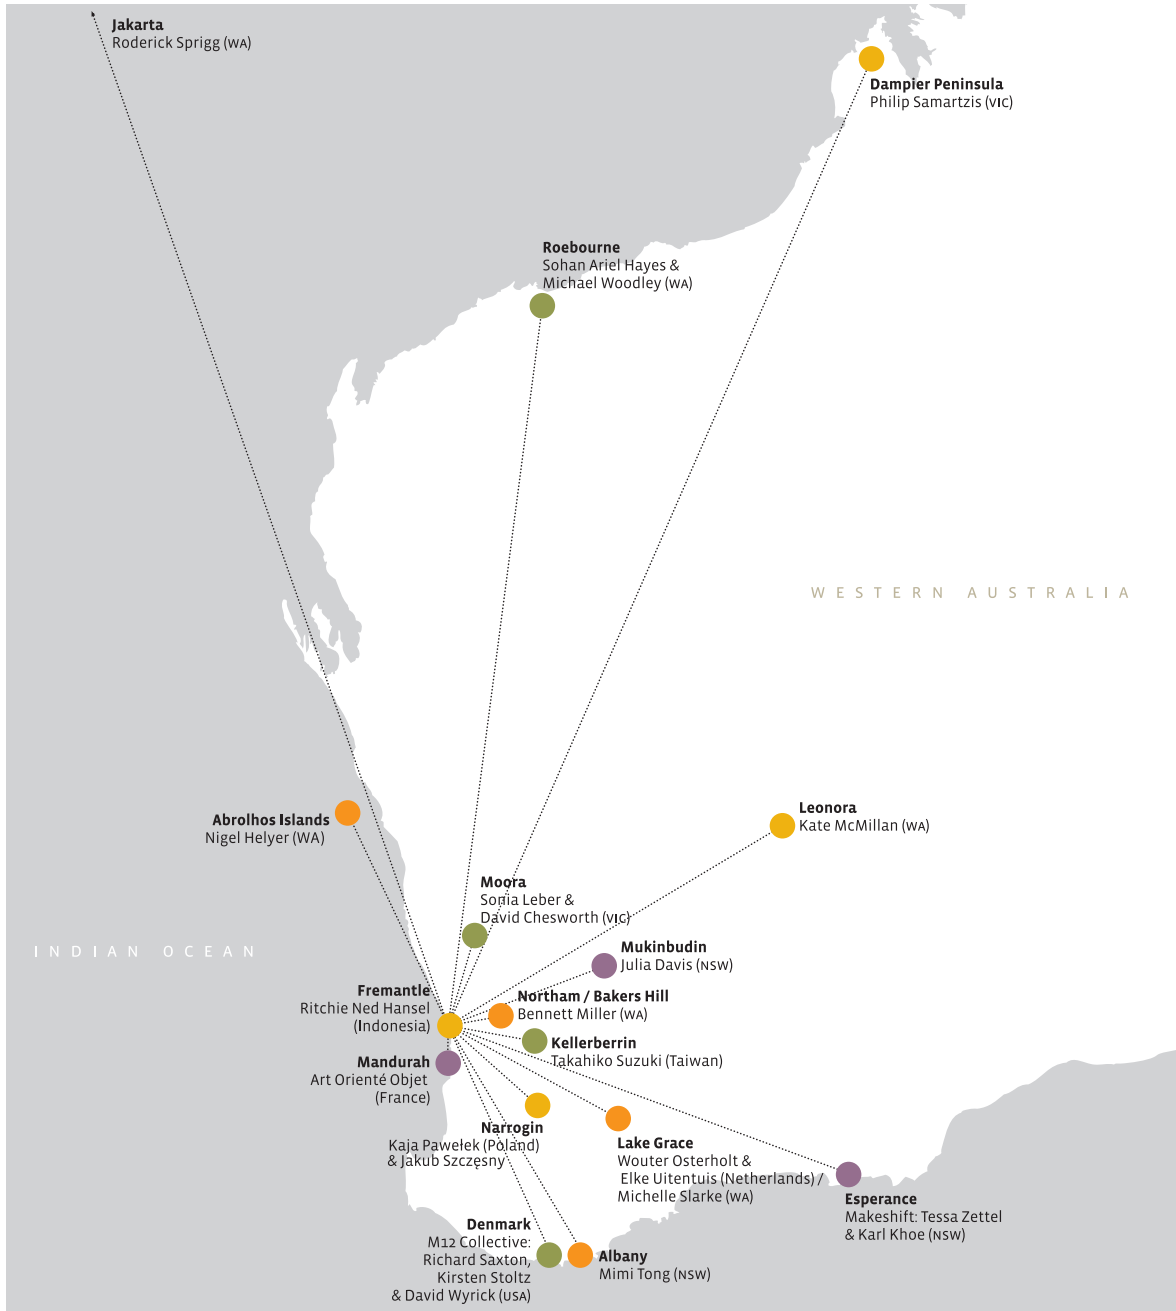 Jakarta
Roderick Sprigg (WA)
Dampier Peninsula
Philip Samartzis (VIC)
Roebourne
Sohan Ariel Hayes &
Michael Woodley (WA)
WESTERN AUSTRALIA
Abrolhos Islands
Nigel Helyer (WA)
Leonora
Kate McMillan (WA)
Moora
Sonia Leber &
David Chesworth (VIC)
INDIAN OCEAN
Mukinbudin
Julia Davis (NSW)
Fremantle
Ritchie Ned Hansel
(Indonesia)
Northam / Bakers Hill
Bennett Miller (WA)
Kellerberrin
Takahiko Suzuki (Taiwan)
Mandurah
Art Orienté Objet
(France)
Narrogin
Kaja Pawełek (Poland)
& Jakub Szczęsny
Lake Grace
Wouter Osterholt &
Elke Uitentuis (Netherlands) /
Michelle Slarke (WA)
Esperance
Makeshift: Tessa Zettel
& Karl Khoe (NSW)
Denmark
M12 Collective:
Richard Saxton,
Kirsten Stoltz
& David Wyrick (USA)
Albany
Mimi Tong (NSW)